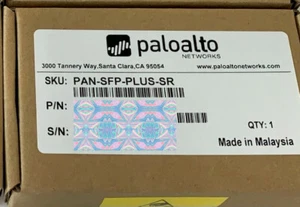 paloalto
NETWORKS
3000 Tannery Way,Santa Clara,CA 95054
www.paloaltonetworks.com
SKU: PAN-SFP-PLUS-SR
P/N:
S/N:
QTY: 1
Made in Malaysia